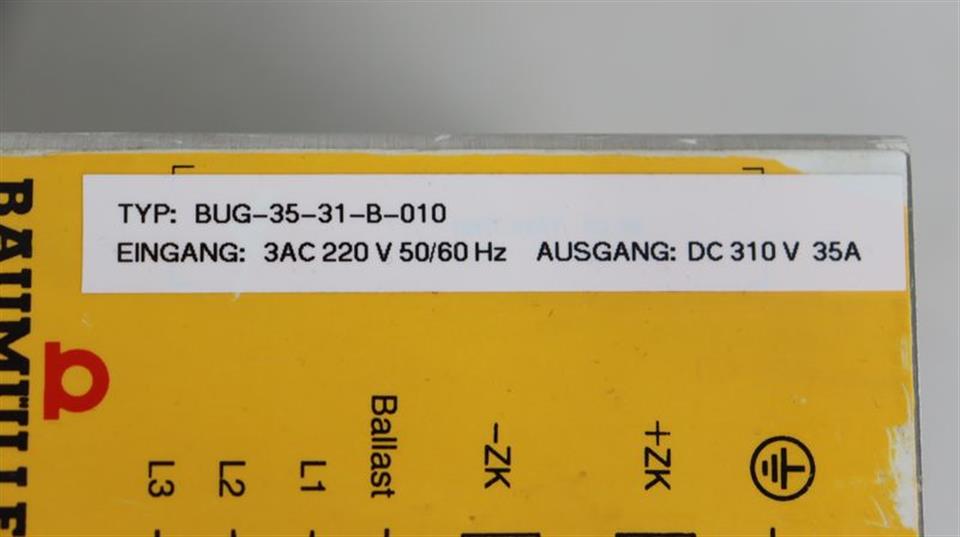 TYP: BUG-35-31-B-010
EINGANG: 3AC 220 V 50/60 Hz AUSGANG: DC 310 V 35A
BAUMÜLLE
L3
L2
L1
Ballast
-ZK
+ZK